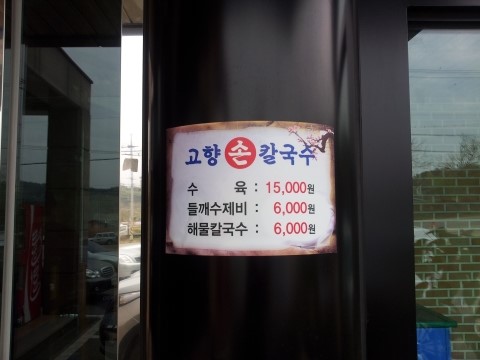 고향 손 칼국수
수 육 : 15,000원
들깨수제비 : 6,000원
해물칼국수 : 6,000원